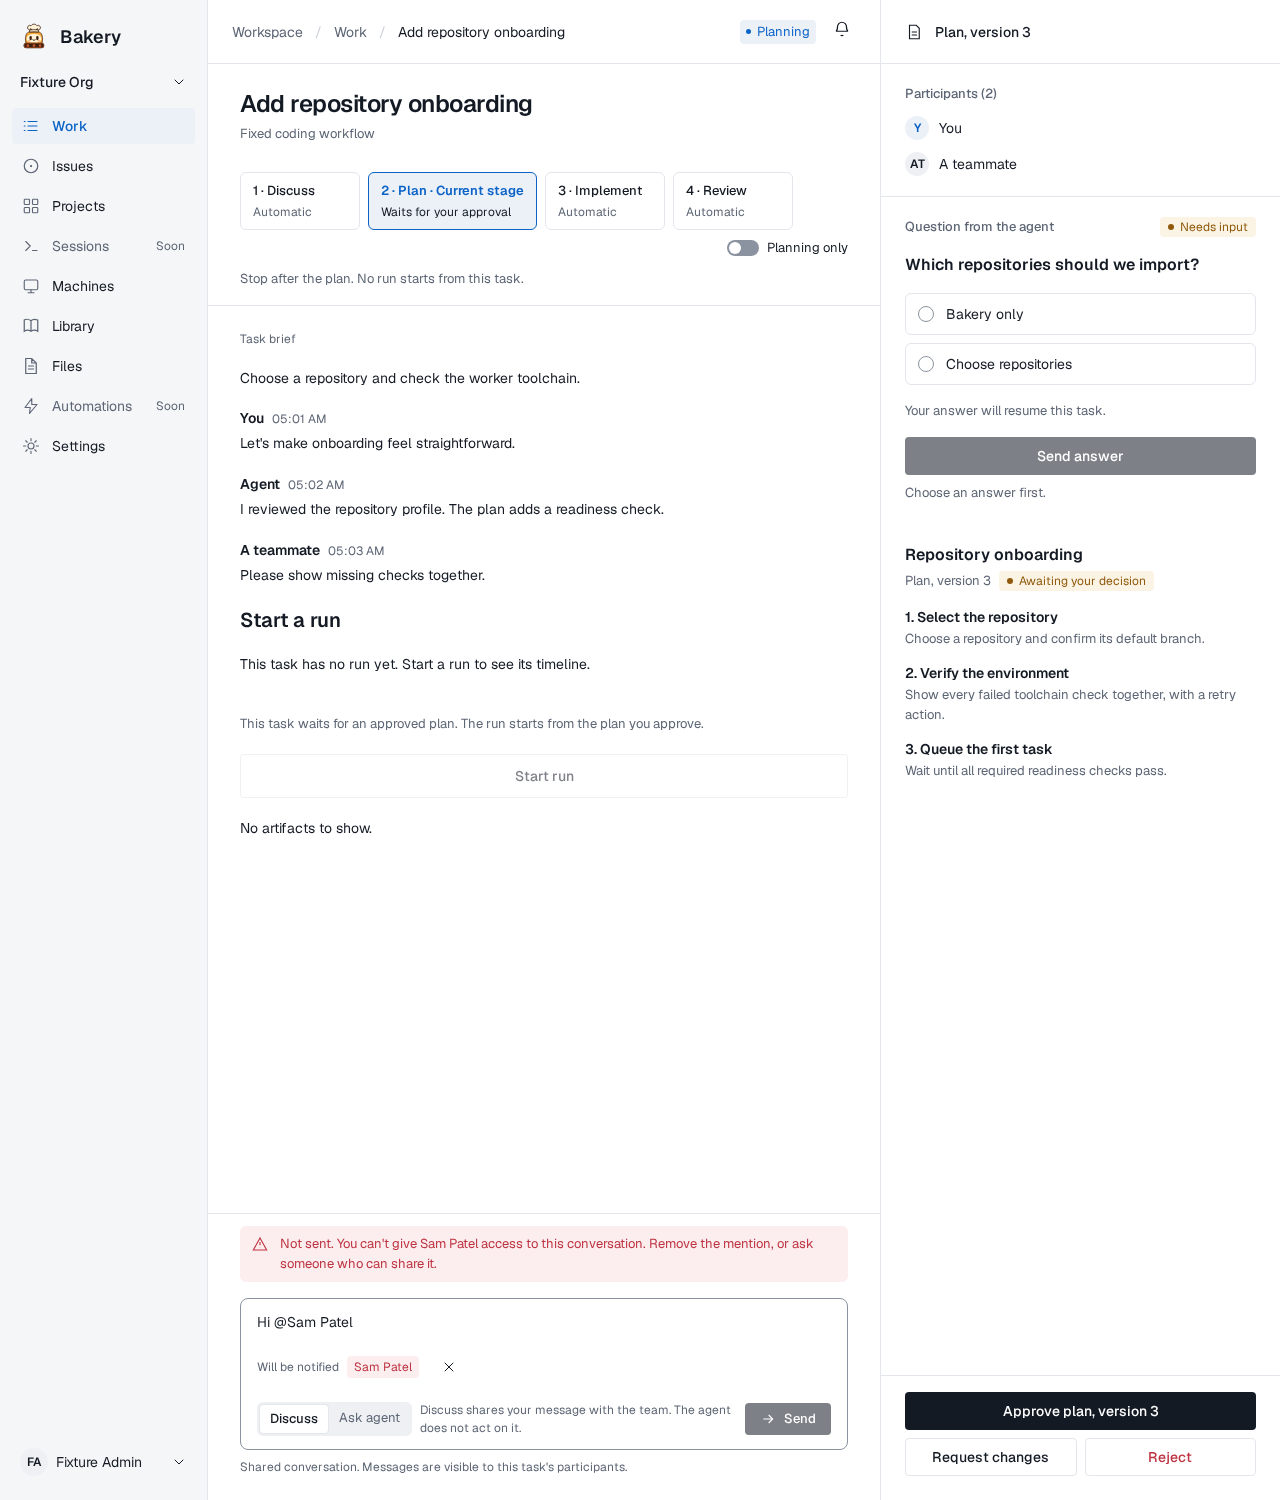 Bakery
Fixture Org
Work
Issues
Projects
Sessions Soon
Machines
Library
Files
Automations Soon
Settings
FA Fixture Admin
Workspace / Work / Add repository onboarding
Planning
Add repository onboarding
Fixed coding workflow
1 · Discuss
Automatic
2 · Plan · Current stage
Waits for your approval
3 · Implement
Automatic
4 · Review
Automatic
Planning only
Stop after the plan. No run starts from this task.
Task brief
Choose a repository and check the worker toolchain.
You 05:01 AM
Let's make onboarding feel straightforward.
Agent 05:02 AM
I reviewed the repository profile. The plan adds a readiness check.
A teammate 05:03 AM
Please show missing checks together.
Start a run
This task has no run yet. Start a run to see its timeline.
This task waits for an approved plan. The run starts from the plan you approve.
Start run
No artifacts to show.
Not sent. You can't give Sam Patel access to this conversation. Remove the mention, or ask
someone who can share it.
Hi @Sam Patel
Will be notified Sam Patel
Discuss Ask agent
Discuss shares your message with the team. The agent
does not act on it.
Send
Shared conversation. Messages are visible to this task's participants.
Plan, version 3
Participants (2)
Y You
AT A teammate
Question from the agent Needs input
Which repositories should we import?
Bakery only
Choose repositories
Your answer will resume this task.
Send answer
Choose an answer first.
Repository onboarding
Plan, version 3 Awaiting your decision
1. Select the repository
Choose a repository and confirm its default branch.
2. Verify the environment
Show every failed toolchain check together, with a retry
action.
3. Queue the first task
Wait until all required readiness checks pass.
Approve plan, version 3
Request changes Reject